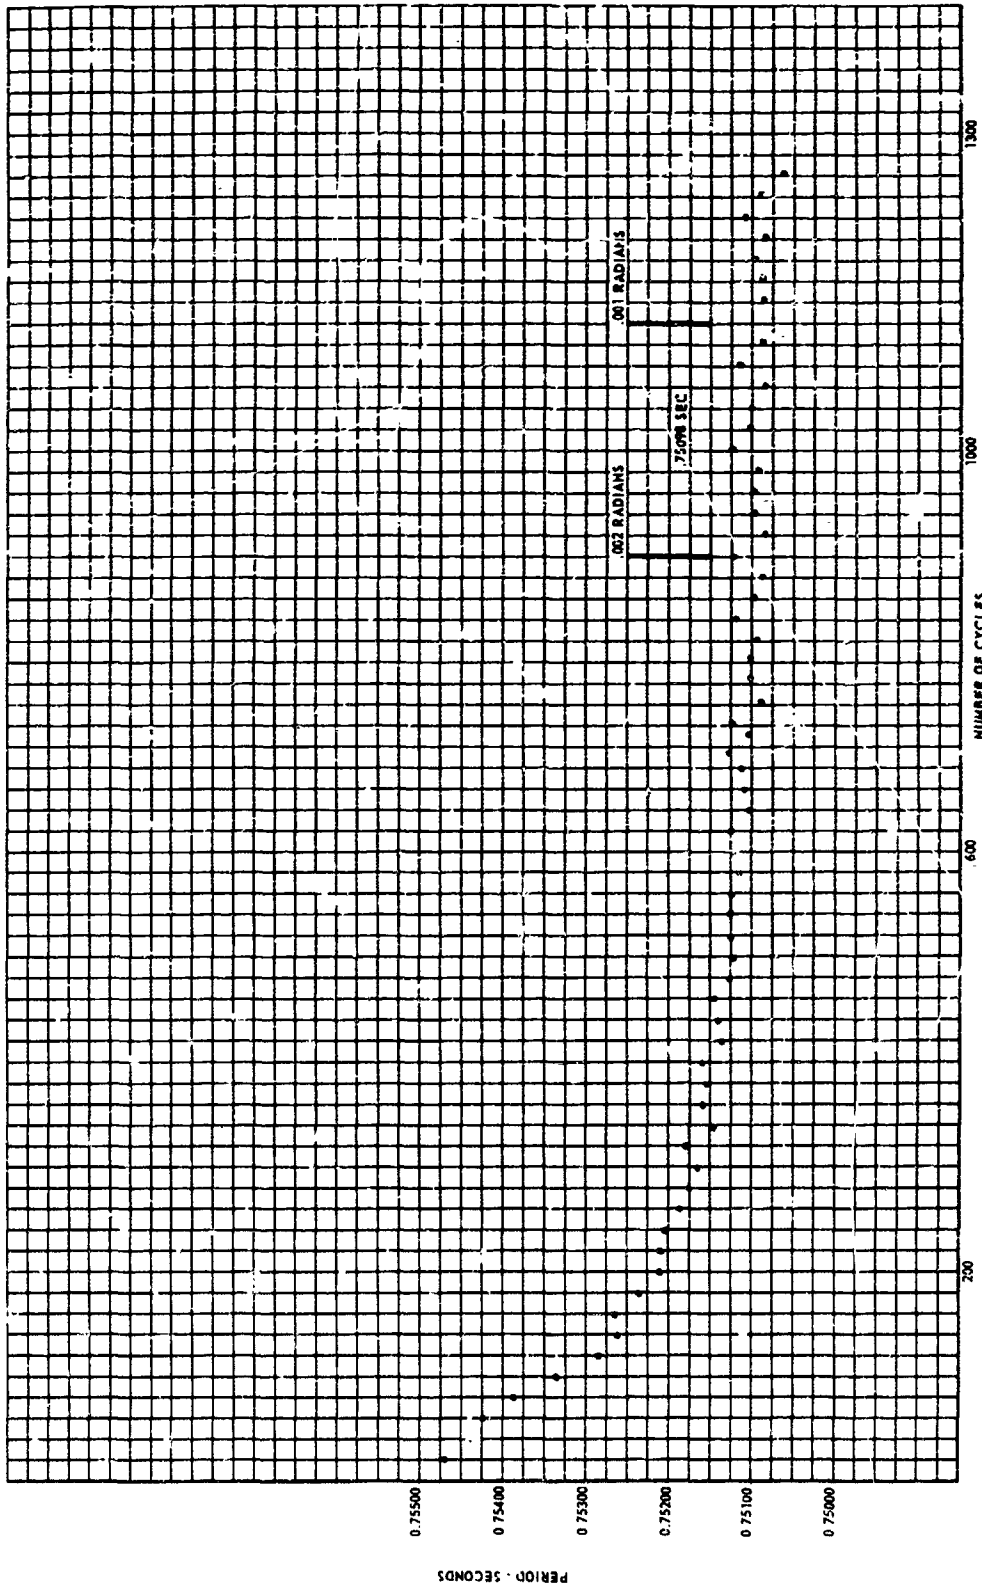 PERIOD - SECONDS
0.75500
0.75400
0.75300
0.75200
0.75100
0.75000
.002 RADIANS
.001 RADIANS
.75098 SEC
200
600
1000
1300
NUMBER OF CYCLES